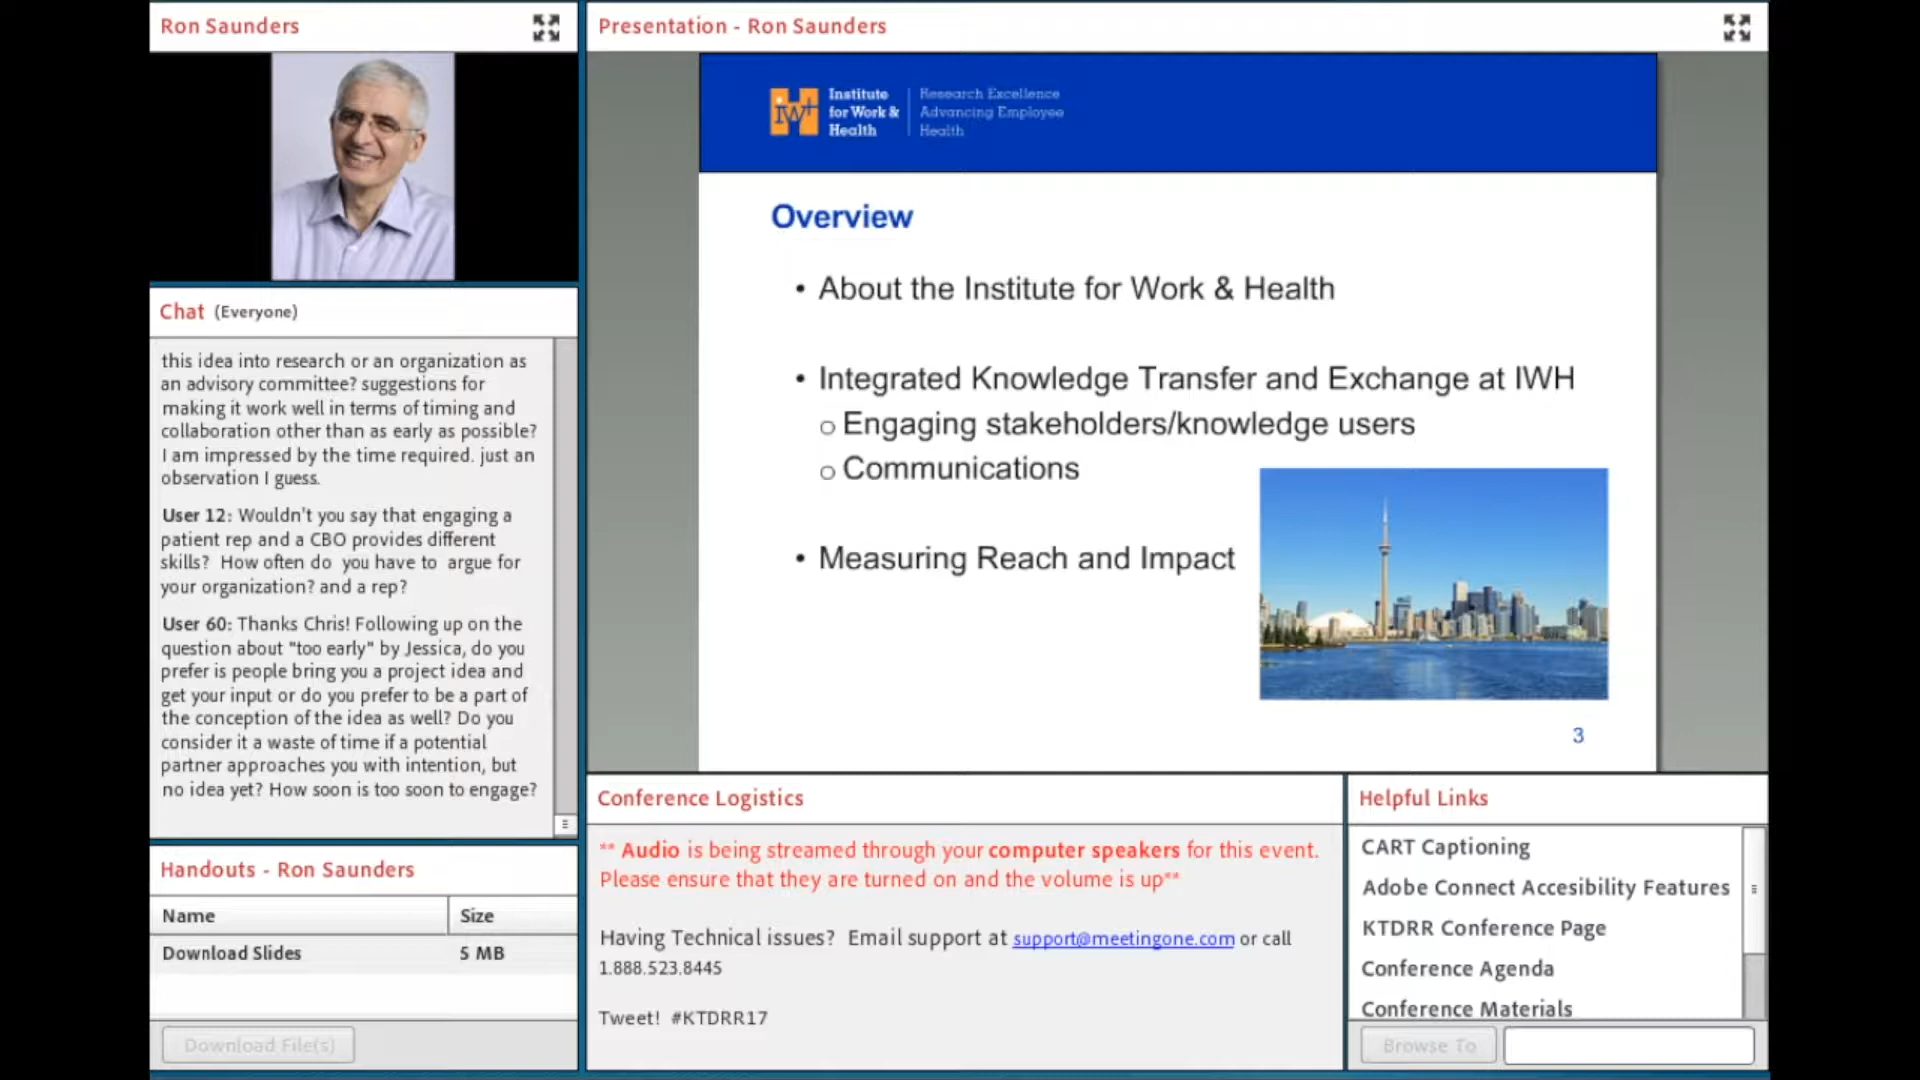 Ron Saunders
Chat (Everyone)
this idea into research or an organization as
an advisory committee? suggestions for
making it work well in terms of timing and
collaboration other than as early as possible?
I am impressed by the time required. just an
observation I guess.
User 12: Wouldn't you say that engaging a
patient rep and a CBO provides different
skills?  How often do  you have to  argue for
your organization? and a rep?
User 60: Thanks Chris! Following up on the
question about "too early" by Jessica, do you
prefer is people bring you a project idea and
get your input or do you prefer to be a part of
the conception of the idea as well? Do you
consider it a waste of time if a potential
partner approaches you with intention, but
no idea yet? How soon is too soon to engage?
Handouts - Ron Saunders
Name Size
Download Slides 5 MB
Download File(s)
Presentation - Ron Saunders
iw+
Institute
for Work &
Health
Research Excellence
Advancing Employee
Health
Overview
• About the Institute for Work & Health
• Integrated Knowledge Transfer and Exchange at IWH
o Engaging stakeholders/knowledge users
o Communications
• Measuring Reach and Impact
3
Conference Logistics
** Audio is being streamed through your computer speakers for this event.
Please ensure that they are turned on and the volume is up**
Having Technical issues?  Email support at support@meetingone.com or call
1.888.523.8445
Tweet!  #KTDRR17
Helpful Links
CART Captioning
Adobe Connect Accesibility Features
KTDRR Conference Page
Conference Agenda
Conference Materials
Browse To